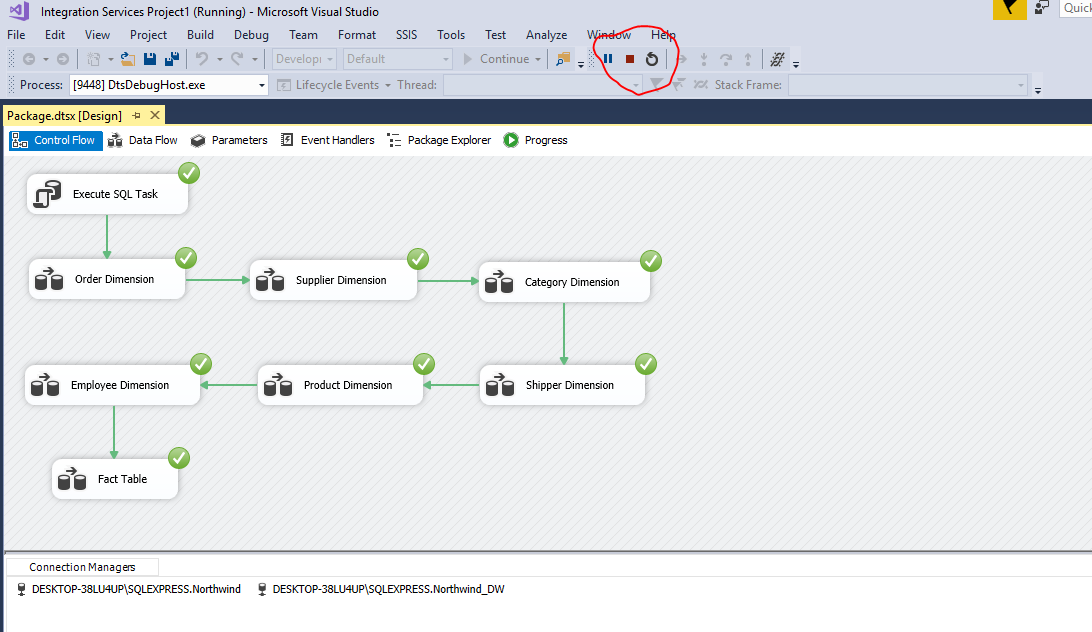 Integration Services Project1 (Running) - Microsoft Visual Studio
Quick
File Edit View Project Build Debug Team Format SSIS Tools Test Analyze Window Help
Develop Default Continue
Process: [9448] DtsDebugHost.exe Lifecycle Events Thread: Stack Frame:
Package.dtsx [Design]
Control Flow Data Flow Parameters Event Handlers Package Explorer Progress
Execute SQL Task
Order Dimension Supplier Dimension Category Dimension
Employee Dimension Product Dimension Shipper Dimension
Fact Table
Connection Managers
DESKTOP-38LU4UP\SQLEXPRESS.Northwind DESKTOP-38LU4UP\SQLEXPRESS.Northwind_DW